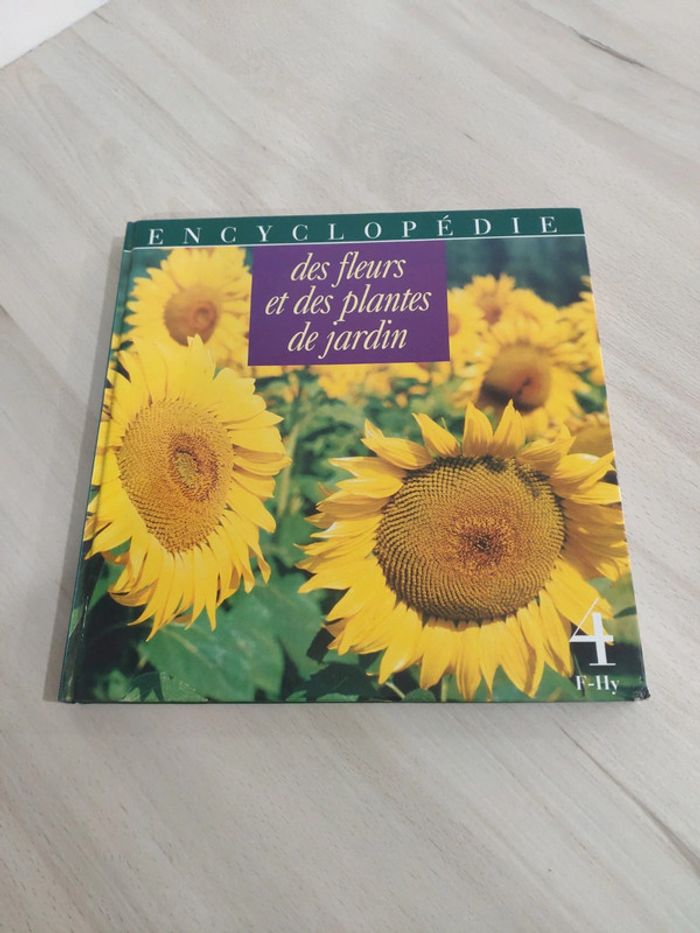 ENCYCLOPÉDIE
des fleurs
et des plantes
de jardin
4
F-Hy